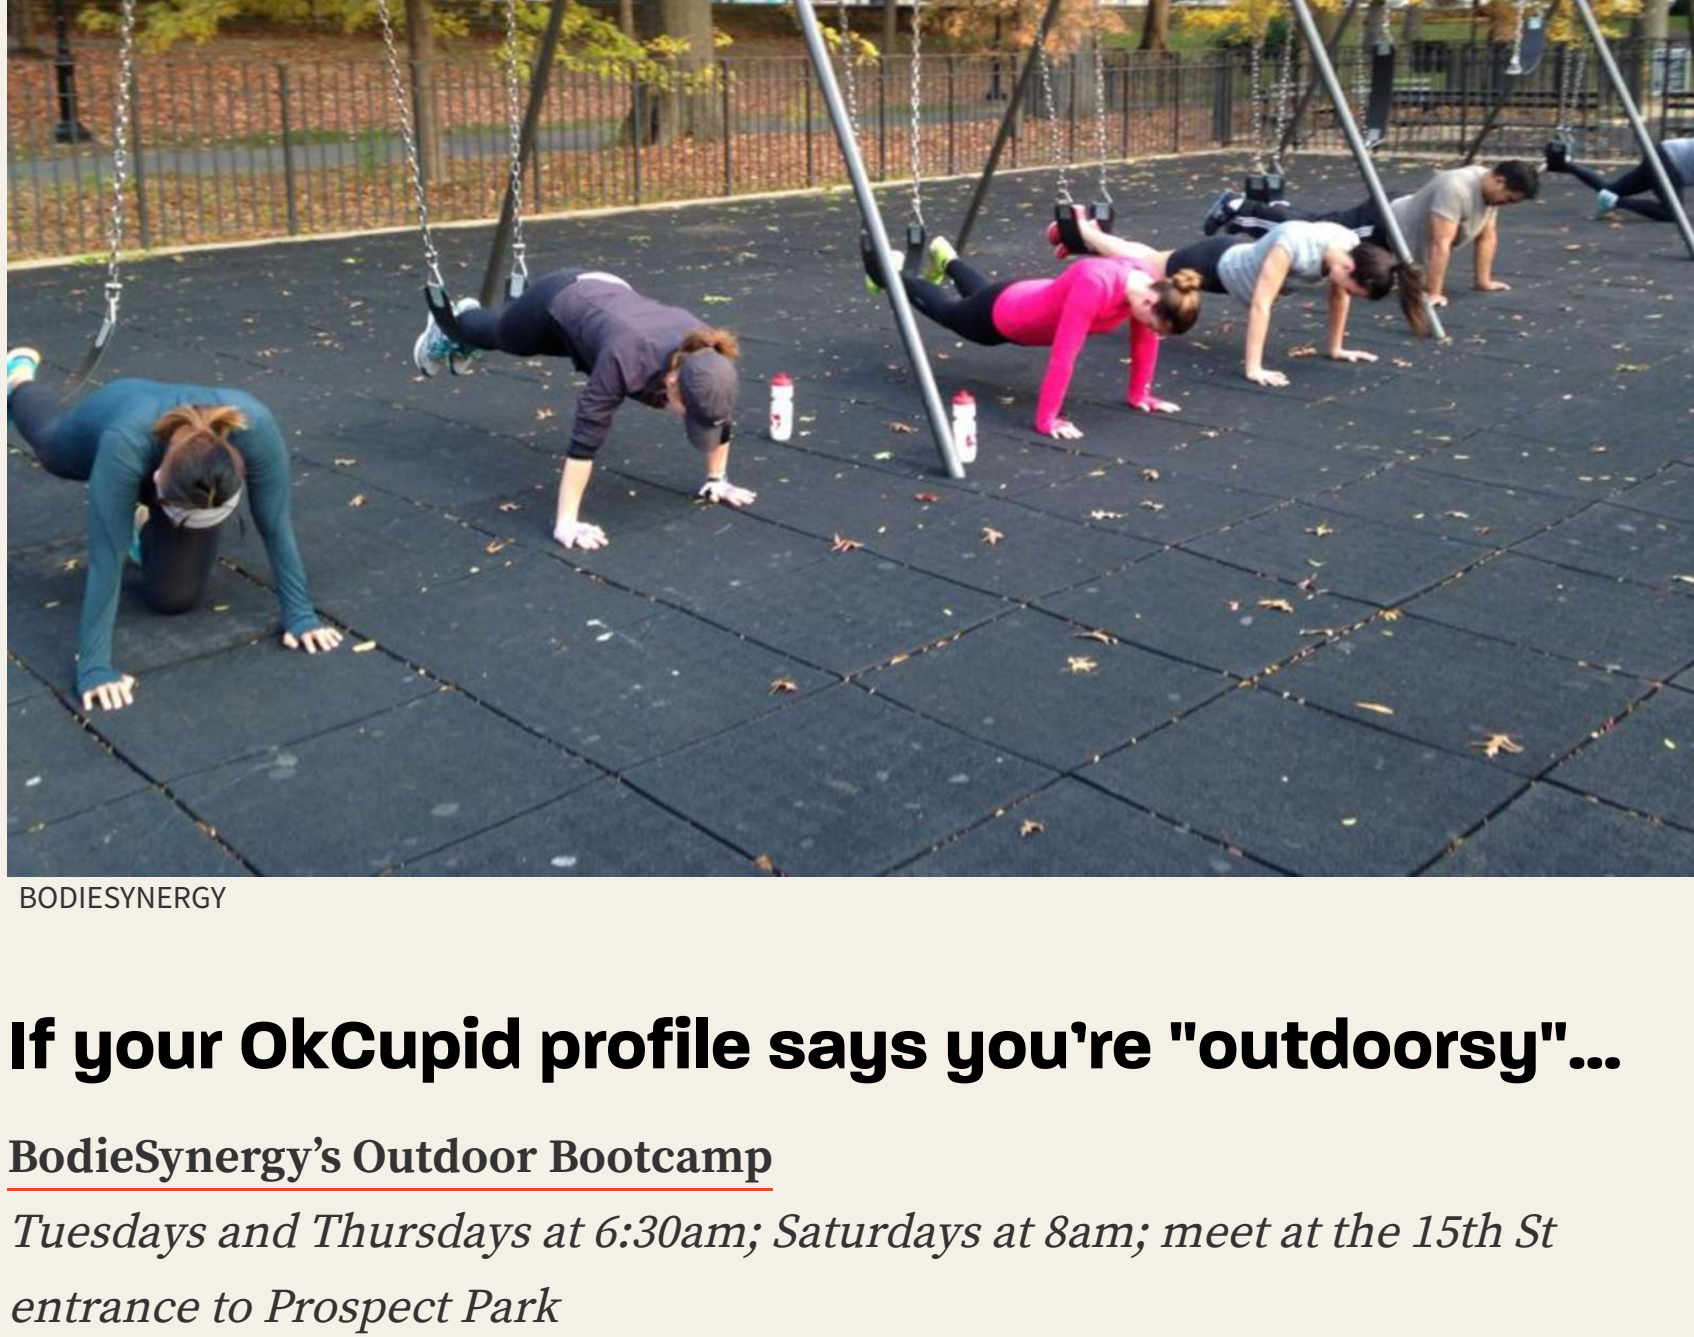 BODIESYNERGY
If your OkCupid profile says you’re "outdoorsy"...
BodieSynergy’s Outdoor Bootcamp
Tuesdays and Thursdays at 6:30am; Saturdays at 8am; meet at the 15th St
entrance to Prospect Park